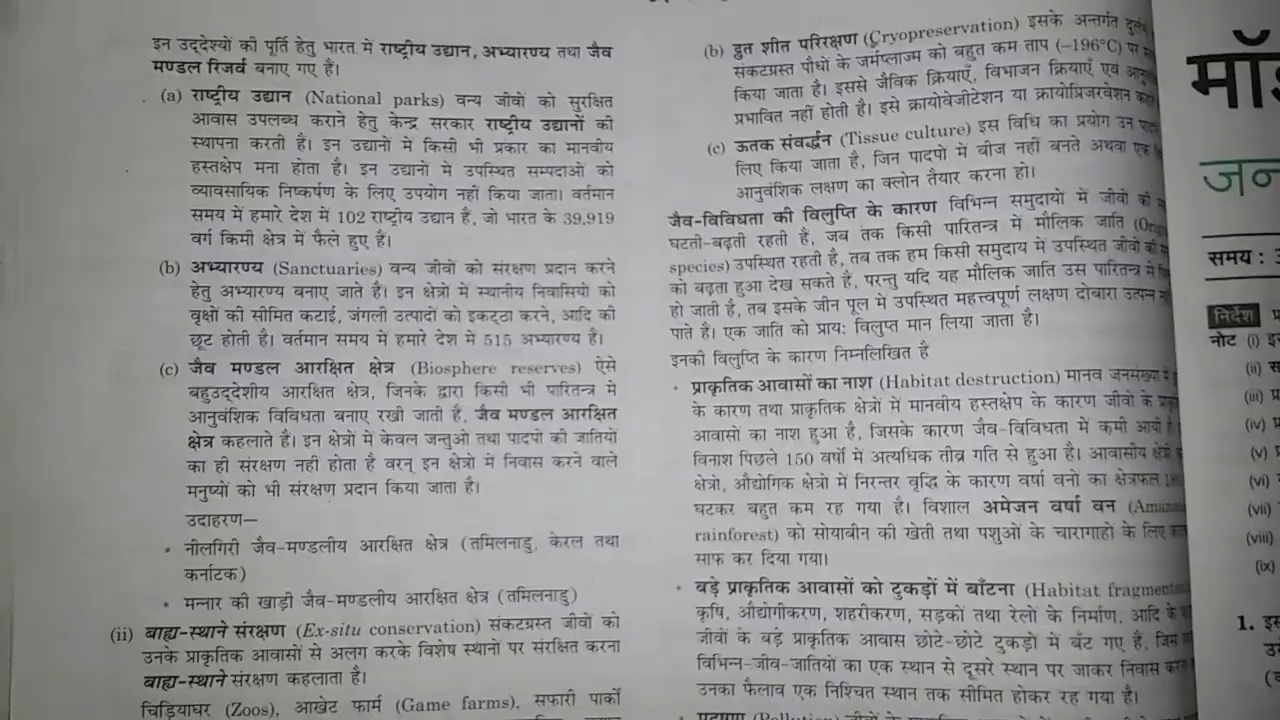 इन उद्देश्यों की पूर्ति हेतु भारत में राष्ट्रीय उद्यान, अभ्यारण्य तथा जैव
मण्डल रिजर्व बनाए गए हैं।
(a) राष्ट्रीय उद्यान (National parks) वन्य जीवों को सुरक्षित
आवास उपलब्ध कराने हेतु केन्द्र सरकार राष्ट्रीय उद्यानों की
स्थापना करती हैं। इन उद्यानों में किसी भी प्रकार का मानवीय
हस्तक्षेप मना होता है। इन उद्यानों में उपस्थित सम्पदाओं को
व्यावसायिक निष्कर्षण के लिए उपयोग नहीं किया जाता। वर्तमान
समय में हमारे देश में 102 राष्ट्रीय उद्यान हैं, जो भारत के 39,919
वर्ग किमी क्षेत्र में फैले हुए हैं।
(b) अभ्यारण्य (Sanctuaries) वन्य जीवों को संरक्षण प्रदान करने
हेतु अभ्यारण्य बनाए जाते है। इन क्षेत्रों में स्थानीय निवासियों को
वृक्षों की सीमित कटाई, जंगली उत्पादों को इकट्ठा करने, आदि की
छूट होती है। वर्तमान समय में हमारे देश में 515 अभ्यारण्य है।
(c) जैव मण्डल आरक्षित क्षेत्र (Biosphere reserves) ऐसे
बहुउद्देशीय आरक्षित क्षेत्र, जिनके द्वारा किसी भी पारितन्त्र में
आनुवंशिक विविधता बनाए रखी जाती है, जैव मण्डल आरक्षित
क्षेत्र कहलाते हैं। इन क्षेत्रों में केवल जन्तुओं तथा पादपों की जातियों
का ही संरक्षण नहीं होता है वरन् इन क्षेत्रों में निवास करने वाले
मनुष्यों को भी संरक्षण प्रदान किया जाता है।
उदाहरण—
• नीलगिरी जैव-मण्डलीय आरक्षित क्षेत्र (तमिलनाडु, केरल तथा
कर्नाटक)
• मन्नार की खाड़ी जैव-मण्डलीय आरक्षित क्षेत्र (तमिलनाडु)
(ii) बाह्य-स्थाने संरक्षण (Ex-situ conservation) संकटग्रस्त जीवों को
उनके प्राकृतिक आवासों से अलग करके विशेष स्थानों पर संरक्षित करना
बाह्य-स्थाने संरक्षण कहलाता है।
चिड़ियाघर (Zoos), आखेट फार्म (Game farms), सफारी पार्कों
(b) द्रुत शीत परिरक्षण (Cryopreservation) इसके अन्तर्गत
संकटग्रस्त पौधों के जर्मप्लाज्म को बहुत कम ताप (−196°C) पर
किया जाता है। इससे जैविक क्रियाएँ, विभाजन क्रियाएँ एवं
प्रभावित नहीं होती है। इसे क्रायोवेजीटेशन या क्रायोप्रिजरवेशन
(c) ऊतक संवर्द्धन (Tissue culture) इस विधि का प्रयोग उन
लिए किया जाता है, जिन पादपों में बीज नहीं बनते अथवा एक
आनुवंशिक लक्षण का क्लोन तैयार करना हो।
जैव-विविधता की विलुप्ति के कारण विभिन्न समुदायों में जीवों की
घटती-बढ़ती रहती हैं, जब तक किसी पारितन्त्र में मौलिक जाति
species) उपस्थित रहती है, तब तक हम किसी समुदाय में उपस्थित जीवों की
को बढ़ता हुआ देख सकते है, परन्तु यदि यह मौलिक जाति उस पारितन्त्र में
हो जाती है, तब इसके जीन पूल में उपस्थित महत्त्वपूर्ण लक्षण दोबारा उत्पन्न
पाते है। एक जाति को प्रायः विलुप्त मान लिया जाता है।
इनकी विलुप्ति के कारण निम्नलिखित है
• प्राकृतिक आवासों का नाश (Habitat destruction) मानव जनसंख्या में
के कारण तथा प्राकृतिक क्षेत्रों में मानवीय हस्तक्षेप के कारण जीवों के
आवासों का नाश हुआ है, जिसके कारण जैव-विविधता में कमी आयी
विनाश पिछले 150 वर्षों में अत्यधिक तीव्र गति से हुआ है। आवासीय क्षेत्रों
क्षेत्रों, औद्योगिक क्षेत्रों में निरन्तर वृद्धि के कारण वर्षा वनों का क्षेत्रफल
घटकर बहुत कम रह गया है। विशाल अमेजन वर्षा वन
rainforest) को सोयाबीन की खेती तथा पशुओं के चारागाहों के लिए
साफ कर दिया गया।
• बड़े प्राकृतिक आवासों को टुकड़ों में बाँटना (Habitat
कृषि, औद्योगीकरण, शहरीकरण, सड़कों तथा रेलों के निर्माण, आदि के
जीवों के बड़े प्राकृतिक आवास छोटे-छोटे टुकड़ों में बँट गए हैं,
विभिन्न-जीव-जातियों का एक स्थान से दूसरे स्थान पर जाकर निवास
उनका फैलाव एक निश्चित स्थान तक सीमित होकर रह गया है।
समय :
निर्देश
नोट (i)
(ii)
(iii)
(iv)
(v)
(vi)
(vii)
(viii)
(ix)
1.